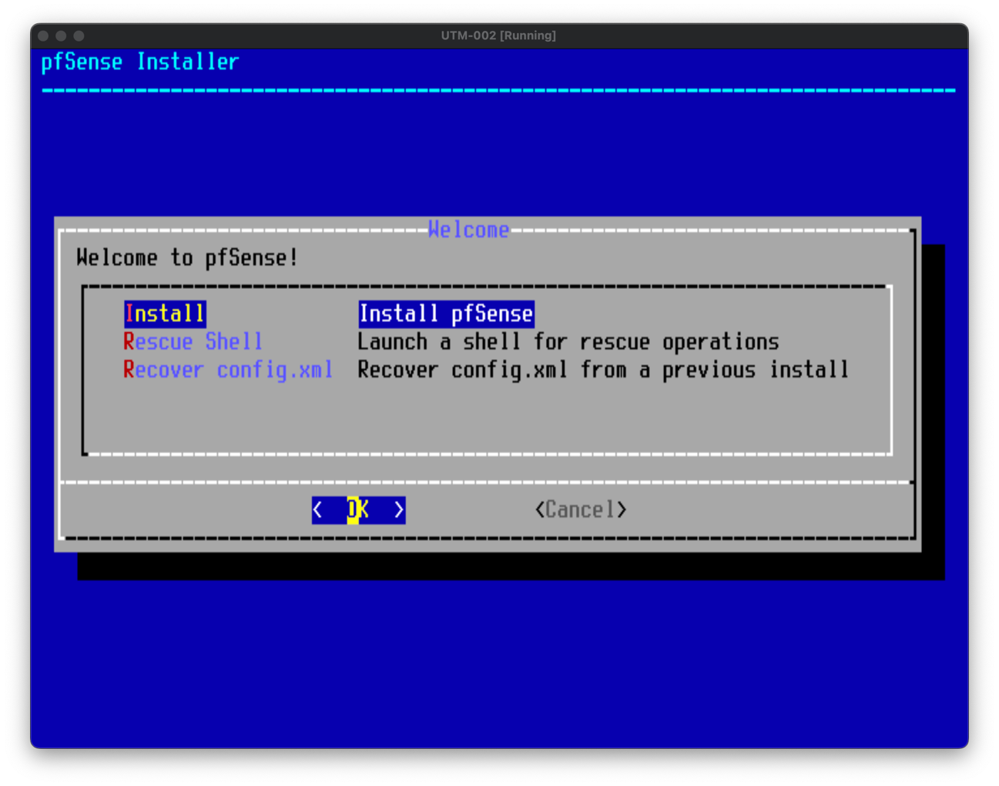 UTM-002 [Running]
pfSense Installer
Welcome
Welcome to pfSense!
Install Install pfSense
Rescue Shell Launch a shell for rescue operations
Recover config.xml Recover config.xml from a previous install
< OK > <Cancel>